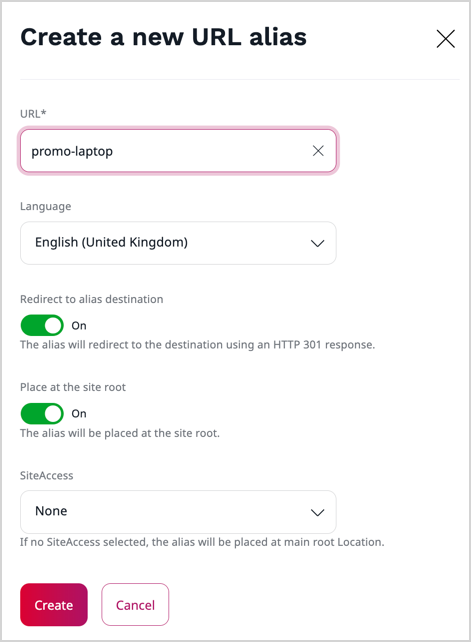 Create a new URL alias
URL*
promo-laptop
Language
English (United Kingdom)
Redirect to alias destination
On
The alias will redirect to the destination using an HTTP 301 response.
Place at the site root
On
The alias will be placed at the site root.
SiteAccess
None
If no SiteAccess selected, the alias will be placed at main root Location.
Create Cancel